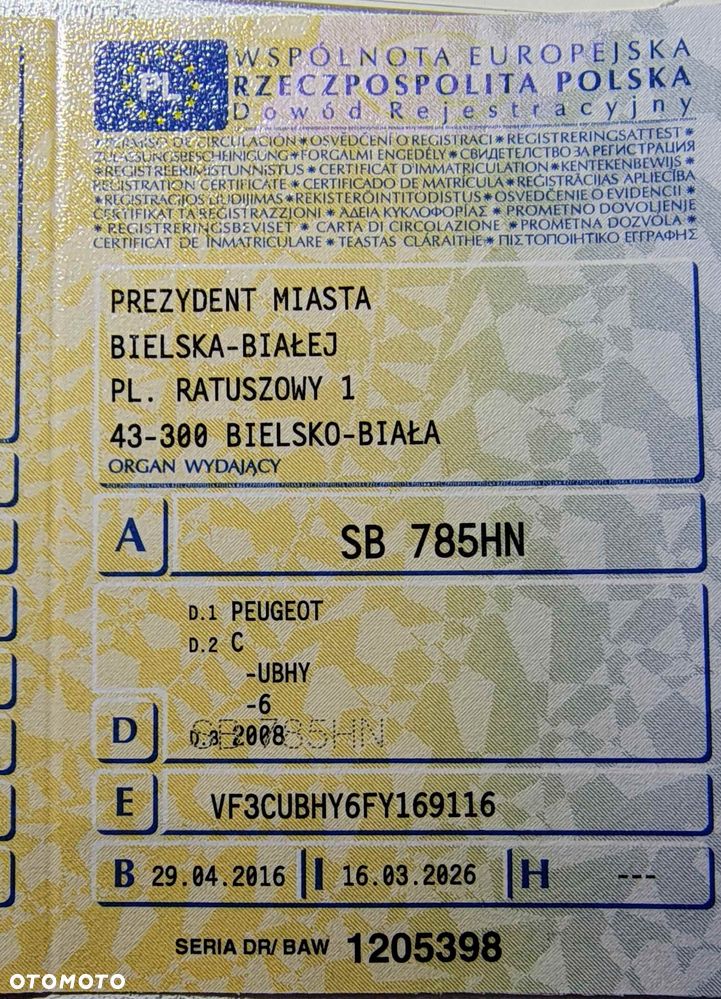 PL
WSPÓLNOTA EUROPEJSKA
RZECZPOSPOLITA POLSKA
Dowód Rejestracyjny
PERMISO DE CIRCULACIÓN * OSVĚDČENÍ O REGISTRACI * REGISTRERINGSATTEST *
ZULASSUNGSBESCHEINIGUNG * FORGALMI ENGEDÉLY * СВИДЕТЕЛСТВО ЗА РЕГИСТРАЦИЯ
* REGISTREERIMISTUNNISTUS * CERTIFICAT D'IMMATRICULATION * KENTEKENBEWIJS *
REGISTRATION CERTIFICATE * CERTIFICADO DE MATRÍCULA * REĢISTRĀCIJAS APLIECĪBA
* REGISTRACIJOS LIUDIJIMAS * REKISTERÖINTITODISTUS * OSVEDČENIE O EVIDENCII *
ĊERTIFIKAT TA' REĠISTRAZZJONI * ΑΔΕΙΑ ΚΥΚΛΟΦΟΡΙΑΣ * PROMETNO DOVOLJENJE
* REGISTRERINGSBEVISET * CARTA DI CIRCOLAZIONE * PROMETNA DOZVOLA *
CERTIFICAT DE ÎNMATRICULARE * TEASTAS CLÁRAITHE * ΠΙΣΤΟΠΟΙΗΤΙΚΟ ΕΓΓΡΑΦΗΣ
PREZYDENT MIASTA
BIELSKA-BIAŁEJ
PL. RATUSZOWY 1
43-300 BIELSKO-BIAŁA
ORGAN WYDAJĄCY
A SB 785HN
D.1 PEUGEOT
D.2 C
-UBHY
-6
D D.3 2008
SB 785HN
E VF3CUBHY6FY169116
B 29.04.2016 I 16.03.2026 H ---
SERIA DR/ BAW 1205398
OTOMOTO